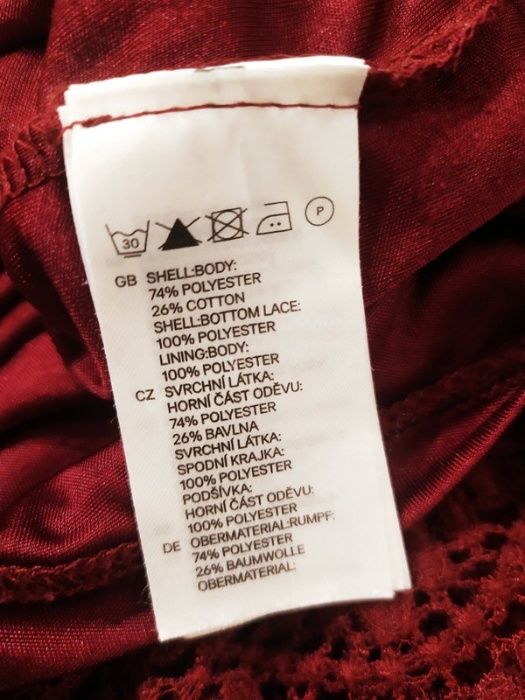 30
P
GB SHELL:BODY:
74% POLYESTER
26% COTTON
SHELL:BOTTOM LACE:
100% POLYESTER
LINING:BODY:
100% POLYESTER
CZ SVRCHNÍ LÁTKA:
HORNÍ ČÁST ODĚVU:
74% POLYESTER
26% BAVLNA
SVRCHNÍ LÁTKA:
SPODNÍ KRAJKA:
100% POLYESTER
PODŠÍVKA:
HORNÍ ČÁST ODĚVU:
100% POLYESTER
DE OBERMATERIAL:RUMPF:
74% POLYESTER
26% BAUMWOLLE
OBERMATERIAL: